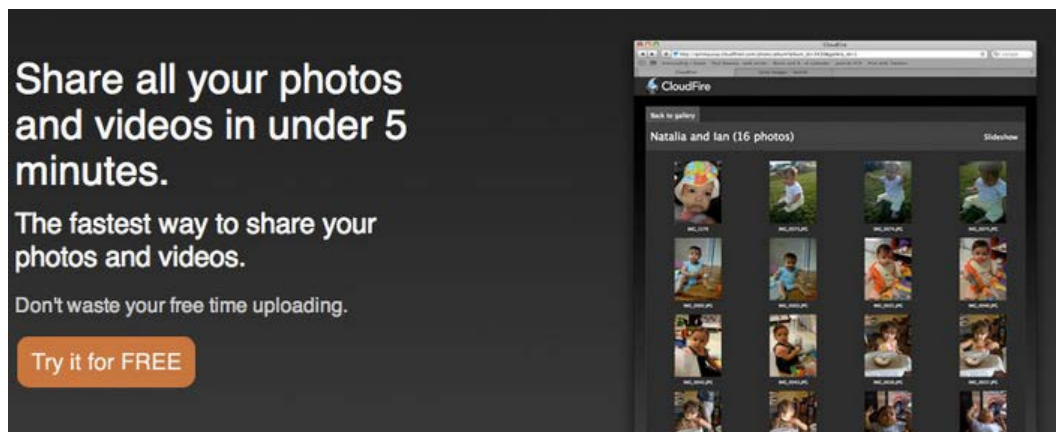 Share all your photos
and videos in under 5
minutes.
The fastest way to share your
photos and videos.
Don't waste your free time uploading.
Try it for FREE
CloudFire
CloudFire
Back to gallery
Natalia and Ian (16 photos)
Slideshow